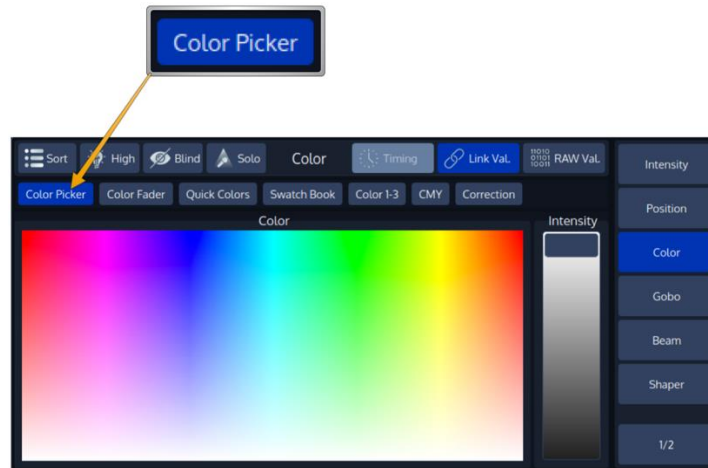 Color Picker
Sort High Blind Solo Color Timing Link Val. 11010 01101 10011 RAW Val.
Color Picker Color Fader Quick Colors Swatch Book Color 1-3 CMY Correction
Color Intensity
Intensity
Position
Color
Gobo
Beam
Shaper
1/2